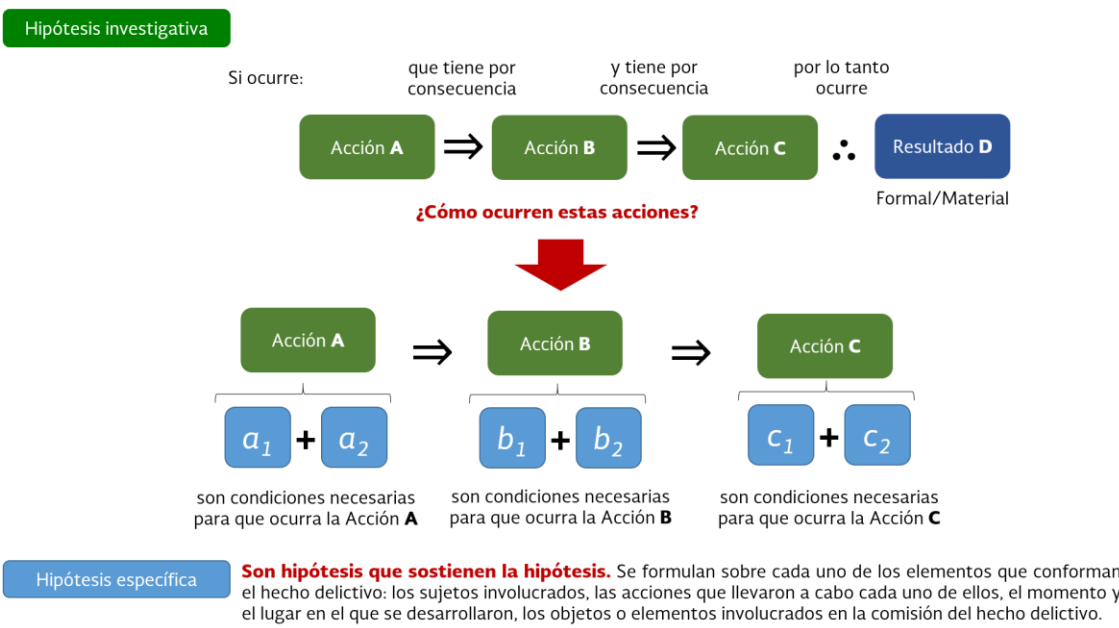 Hipótesis investigativa
Si ocurre:
que tiene por
consecuencia
y tiene por
consecuencia
por lo tanto
ocurre
Acción A
⇒
Acción B
⇒
Acción C
∴
Resultado D
Formal/Material
¿Cómo ocurren estas acciones?
Acción A
⇒
Acción B
⇒
Acción C
a₁ + a₂
b₁ + b₂
c₁ + c₂
son condiciones necesarias
para que ocurra la Acción A
son condiciones necesarias
para que ocurra la Acción B
son condiciones necesarias
para que ocurra la Acción C
Hipótesis específica
Son hipótesis que sostienen la hipótesis. Se formulan sobre cada uno de los elementos que conforman
el hecho delictivo: los sujetos involucrados, las acciones que llevaron a cabo cada uno de ellos, el momento y
el lugar en el que se desarrollaron, los objetos o elementos involucrados en la comisión del hecho delictivo.